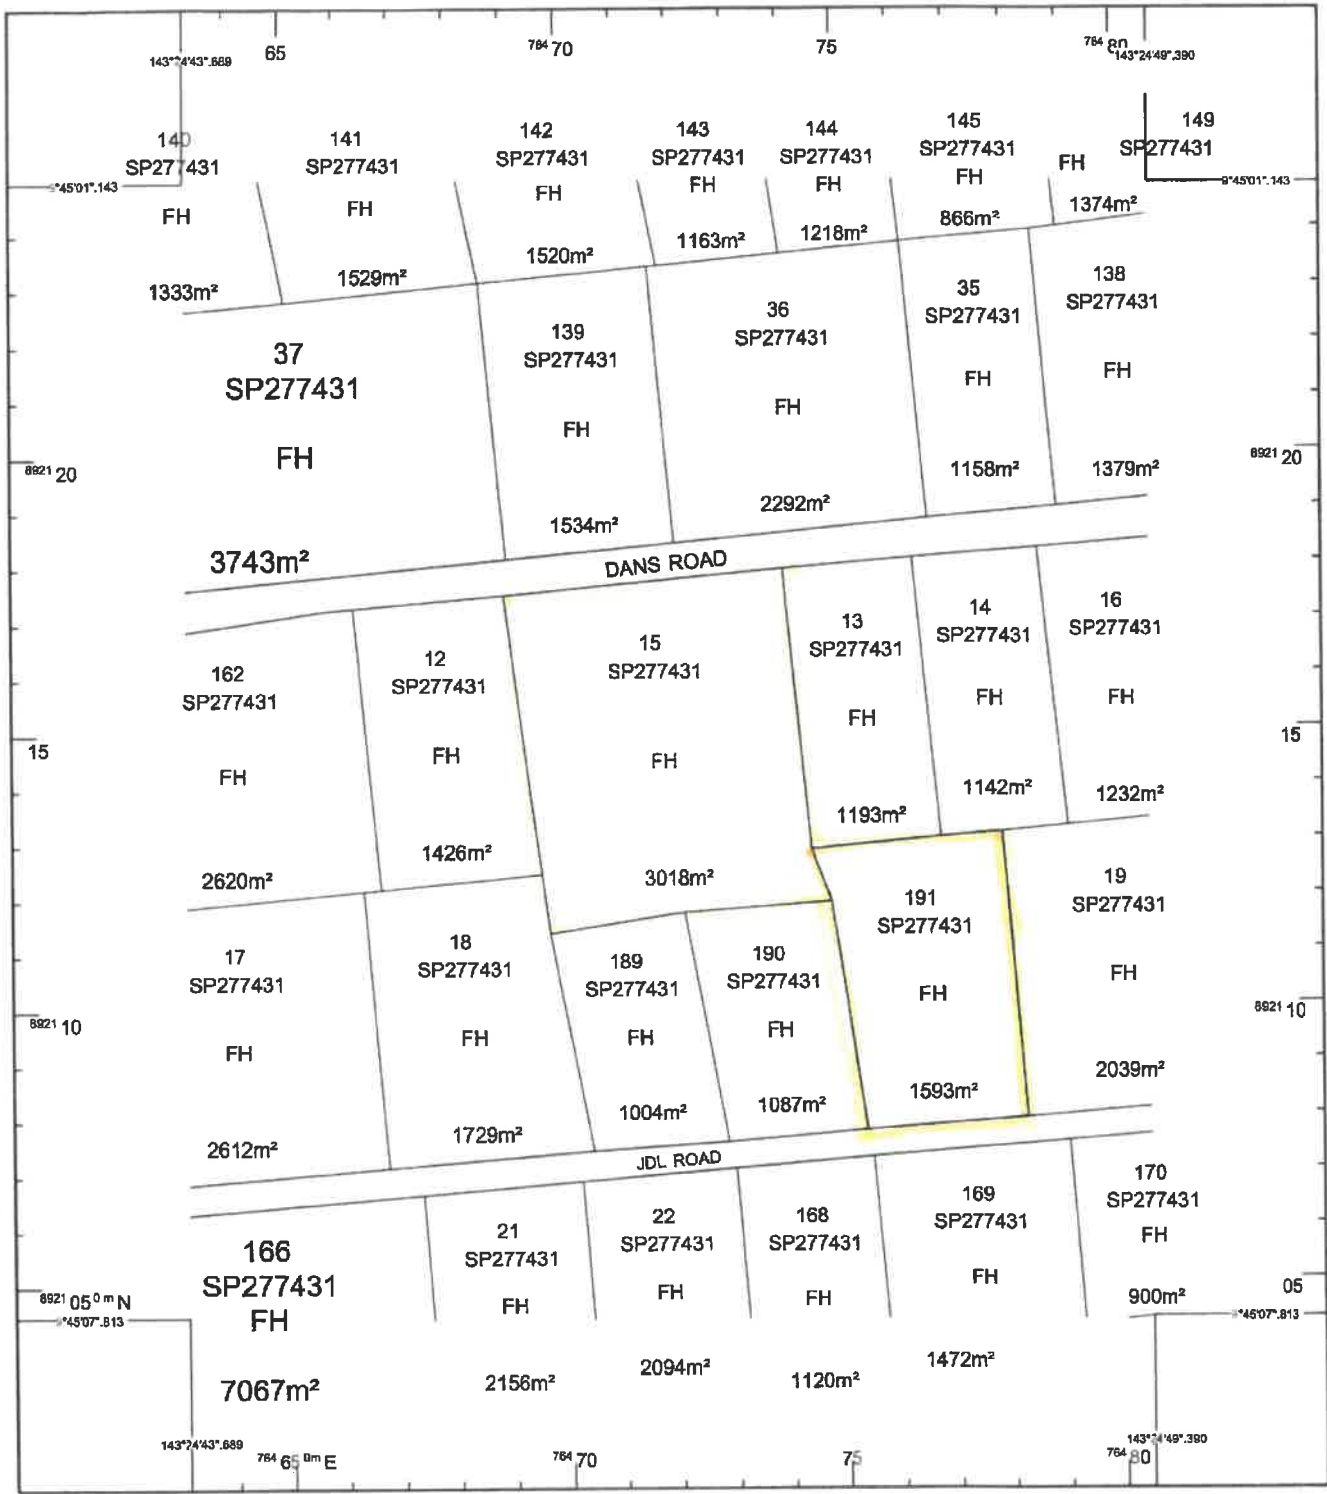 65
764 70
75
764 80
143°24'43".689
143°24'49".390
140
SP277431
FH
1333m²
141
SP277431
FH
1529m²
142
SP277431
FH
1520m²
143
SP277431
FH
1163m²
144
SP277431
FH
1218m²
145
SP277431
FH
866m²
FH
1374m²
149
SP277431
9°45'01".143
9°45'01".143
37
SP277431
FH
3743m²
139
SP277431
FH
1534m²
36
SP277431
FH
2292m²
35
SP277431
FH
1158m²
138
SP277431
FH
1379m²
8921 20
8921 20
DANS ROAD
162
SP277431
FH
2620m²
12
SP277431
FH
1426m²
15
SP277431
FH
3018m²
13
SP277431
FH
1193m²
14
SP277431
FH
1142m²
16
SP277431
FH
1232m²
15
15
17
SP277431
FH
2612m²
18
SP277431
FH
1729m²
189
SP277431
FH
1004m²
190
SP277431
FH
1087m²
191
SP277431
FH
1593m²
19
SP277431
FH
2039m²
8921 10
8921 10
JDL ROAD
166
SP277431
FH
7067m²
21
SP277431
FH
2156m²
22
SP277431
FH
2094m²
168
SP277431
FH
1120m²
169
SP277431
FH
1472m²
170
SP277431
FH
900m²
8921 05 0 m N
05
9°45'07".813
9°45'07".813
143°24'43".689
143°24'49".390
764 65 0m E
764 70
75
764 80